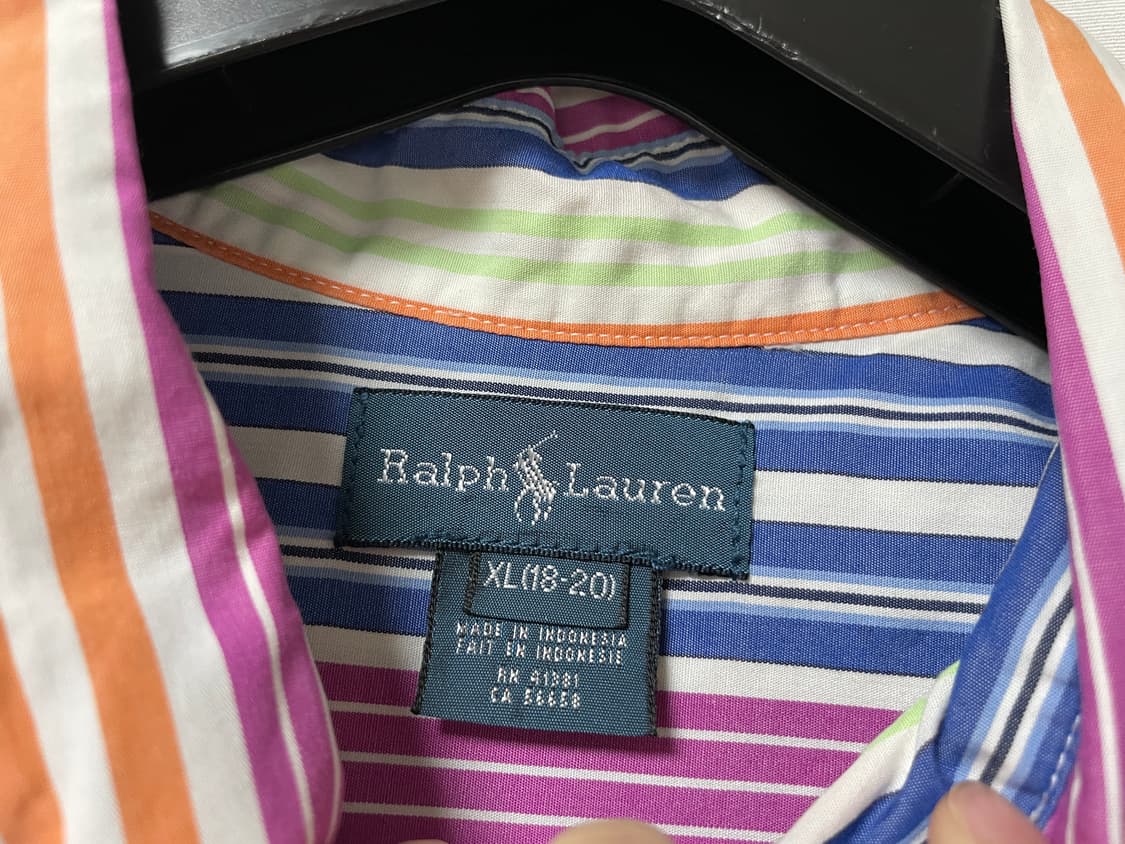 Ralph Lauren
XL(18-20)
MADE IN INDONESIA
FAIT EN INDONESIE
RN 41381
CA 56658